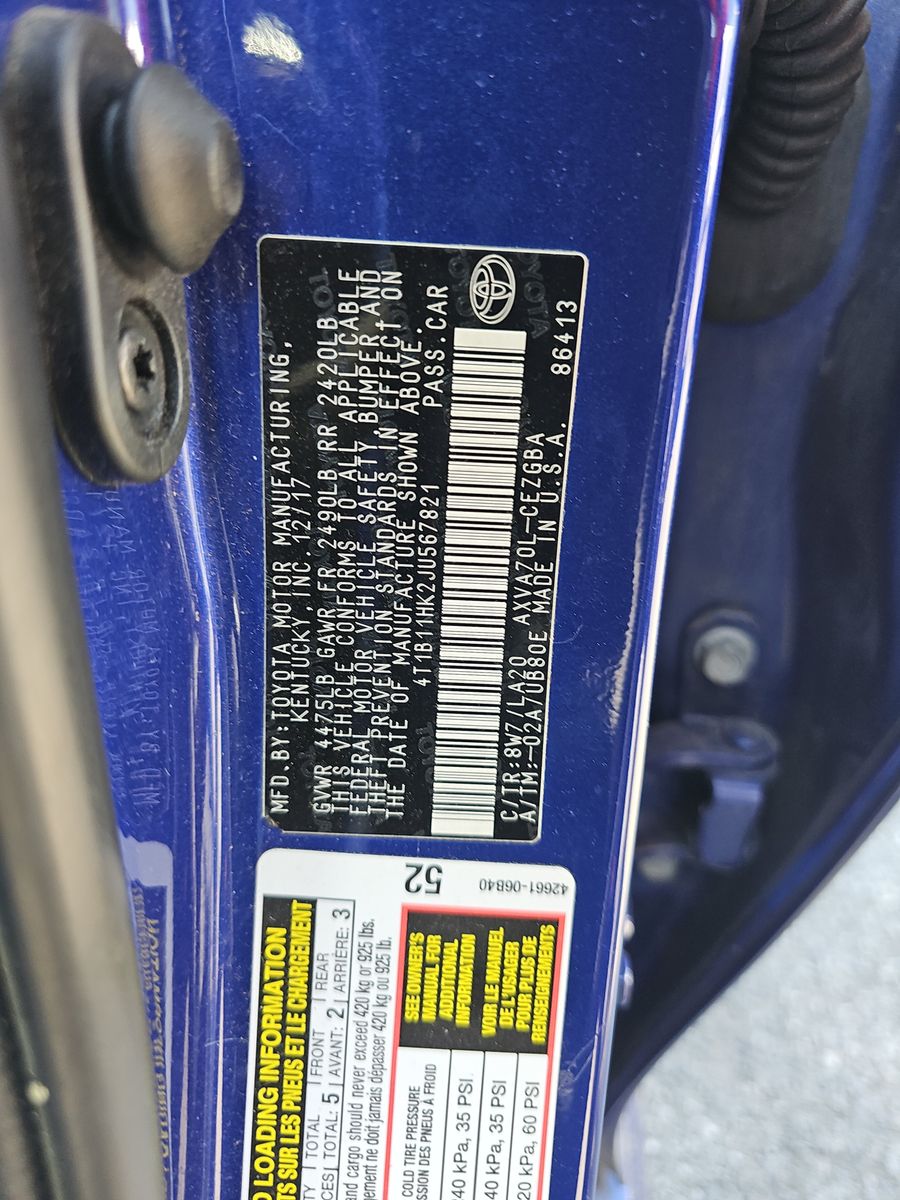 MFD.BY:TOYOTA MOTOR MANUFACTURING,
KENTUCKY INC. 12/17
GVWR 4475LB GAWR FR 2490LB RR 2420LB
THIS VEHICLE CONFORMS TO ALL APPLICABLE
FEDERAL MOTOR VEHICLE SAFETY, BUMPER AND
THEFT PREVENTION STANDARDS IN EFFECT ON
THE DATE OF MANUFACTURE SHOWN ABOVE.
4T1B11HK2JU567821 PASS.CAR
C/TR:8W7/LA20 AXVA70L-CEZGBA
A/TM:-02A/UB80E MADE IN U.S.A. 86413
TOYOTA
52
42661-06B40
LOADING INFORMATION
SUR LES PNEUS ET LE CHARGEMENT
TOTAL FRONT REAR
TOTAL: 5 AVANT: 2 ARRIÈRE: 3
and cargo should never exceed 420 kg or 925 lbs.
ne doit jamais dépasser 420 kg ou 925 lb.
COLD TIRE PRESSURE
DES PNEUS À FROID
SEE OWNER'S
MANUAL FOR
ADDITIONAL
INFORMATION
VOIR LE MANUEL
DE L'USAGER
POUR PLUS DE
RENSEIGNEMENTS
40 kPa, 35 PSI
40 kPa, 35 PSI
20 kPa, 60 PSI